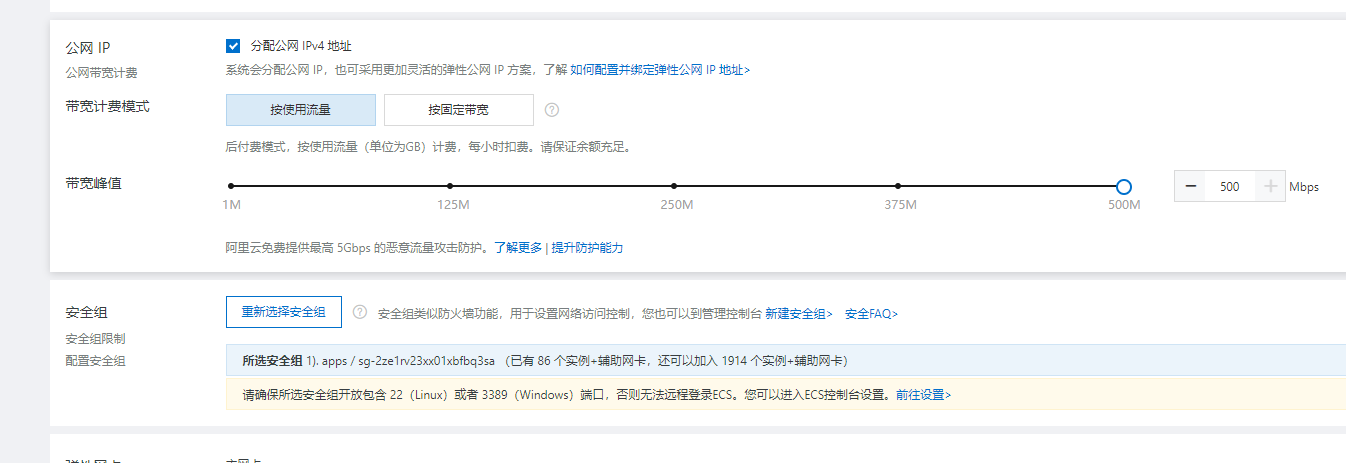 公网 IP
分配公网 IPv4 地址
公网带宽计费
系统会分配公网 IP，也可采用更加灵活的弹性公网 IP 方案，了解 如何配置并绑定弹性公网 IP 地址>
带宽计费模式
按使用流量
按固定带宽
后付费模式，按使用流量（单位为GB）计费，每小时扣费。请保证余额充足。
带宽峰值
500 Mbps
1M 125M 250M 375M 500M
阿里云免费提供最高 5Gbps 的恶意流量攻击防护。了解更多 | 提升防护能力
安全组
重新选择安全组
安全组类似防火墙功能，用于设置网络访问控制，您也可以到管理控制台 新建安全组> 安全FAQ>
安全组限制
配置安全组
所选安全组 1). apps / sg-2ze1rv23xx01xbfbq3sa （已有 86 个实例+辅助网卡，还可以加入 1914 个实例+辅助网卡）
请确保所选安全组开放包含 22（Linux）或者 3389（Windows）端口，否则无法远程登录ECS。您可以进入ECS控制台设置。前往设置>